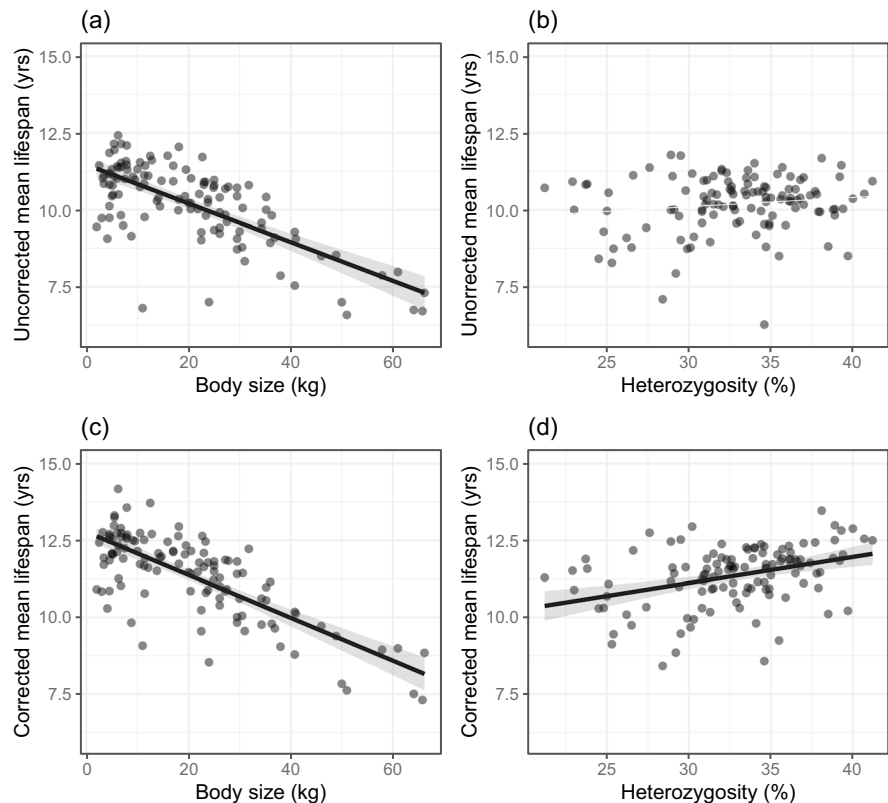 (a)
(b)
Uncorrected mean lifespan (yrs)
15.0
12.5
10.0
7.5
0
20
40
60
Body size (kg)
Unorrected mean lifespan (yrs)
15.0
12.5
10.0
7.5
25
30
35
40
Heterozygosity (%)
(c)
(d)
Corrected mean lifespan (yrs)
15.0
12.5
10.0
7.5
0
20
40
60
Body size (kg)
Corrected mean lifespan (yrs)
15.0
12.5
10.0
7.5
25
30
35
40
Heterozygosity (%)